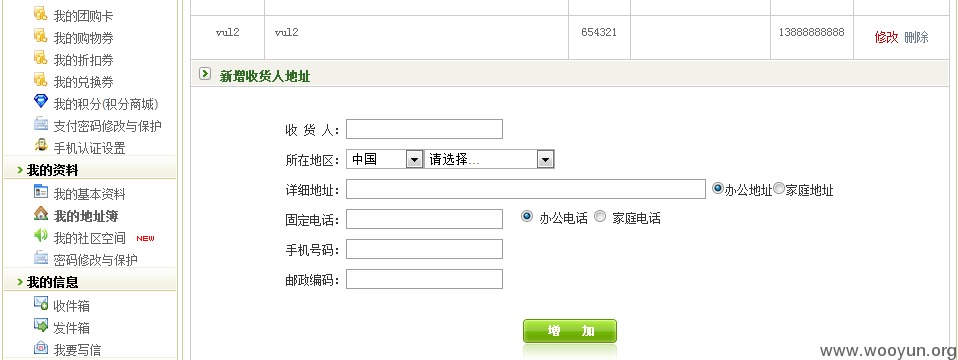 我的团购卡
我的购物券
我的折扣券
我的兑换券
我的积分(积分商城)
支付密码修改与保护
手机认证设置
我的资料
我的基本资料
我的地址簿
我的社区空间 NEW
密码修改与保护
我的信息
收件箱
发件箱
我要写信
vul2 vul2 654321 13888888888 修改 删除
新增收货人地址
收 货 人:
所在地区: 中国 请选择...
详细地址: 办公地址 家庭地址
固定电话: 办公电话 家庭电话
手机号码:
邮政编码:
增 加
www.wooyun.org